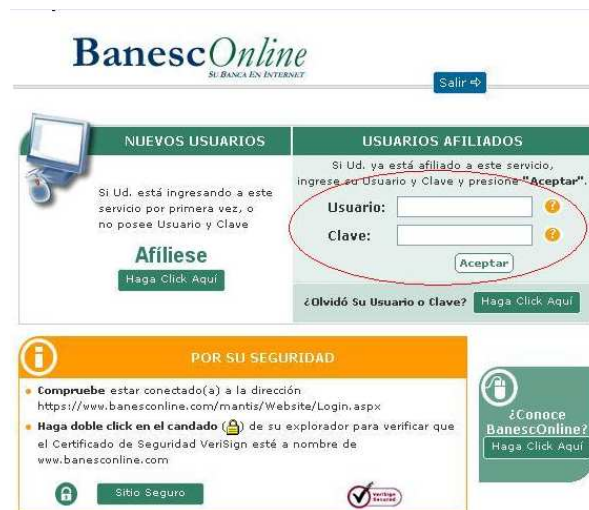 BanescOnline
SU BANCA EN INTERNET
Salir
NUEVOS USUARIOS
Si Ud. está ingresando a este
servicio por primera vez, o
no posee Usuario y Clave
Afíliese
Haga Click Aquí
USUARIOS AFILIADOS
Si Ud. ya está afiliado a este servicio,
ingrese su Usuario y Clave y presione "Aceptar".
Usuario:
?
Clave:
?
Aceptar
¿Olvidó Su Usuario o Clave? Haga Click Aquí
POR SU SEGURIDAD
• Compruebe estar conectado(a) a la dirección
https://www.banesconline.com/mantis/Website/Login.aspx
• Haga doble click en el candado () de su explorador para verificar que
el Certificado de Seguridad VeriSign esté a nombre de
www.banesconline.com
Sitio Seguro
VeriSign
Secured
¿Conoce
BanescOnline?
Haga Click Aquí